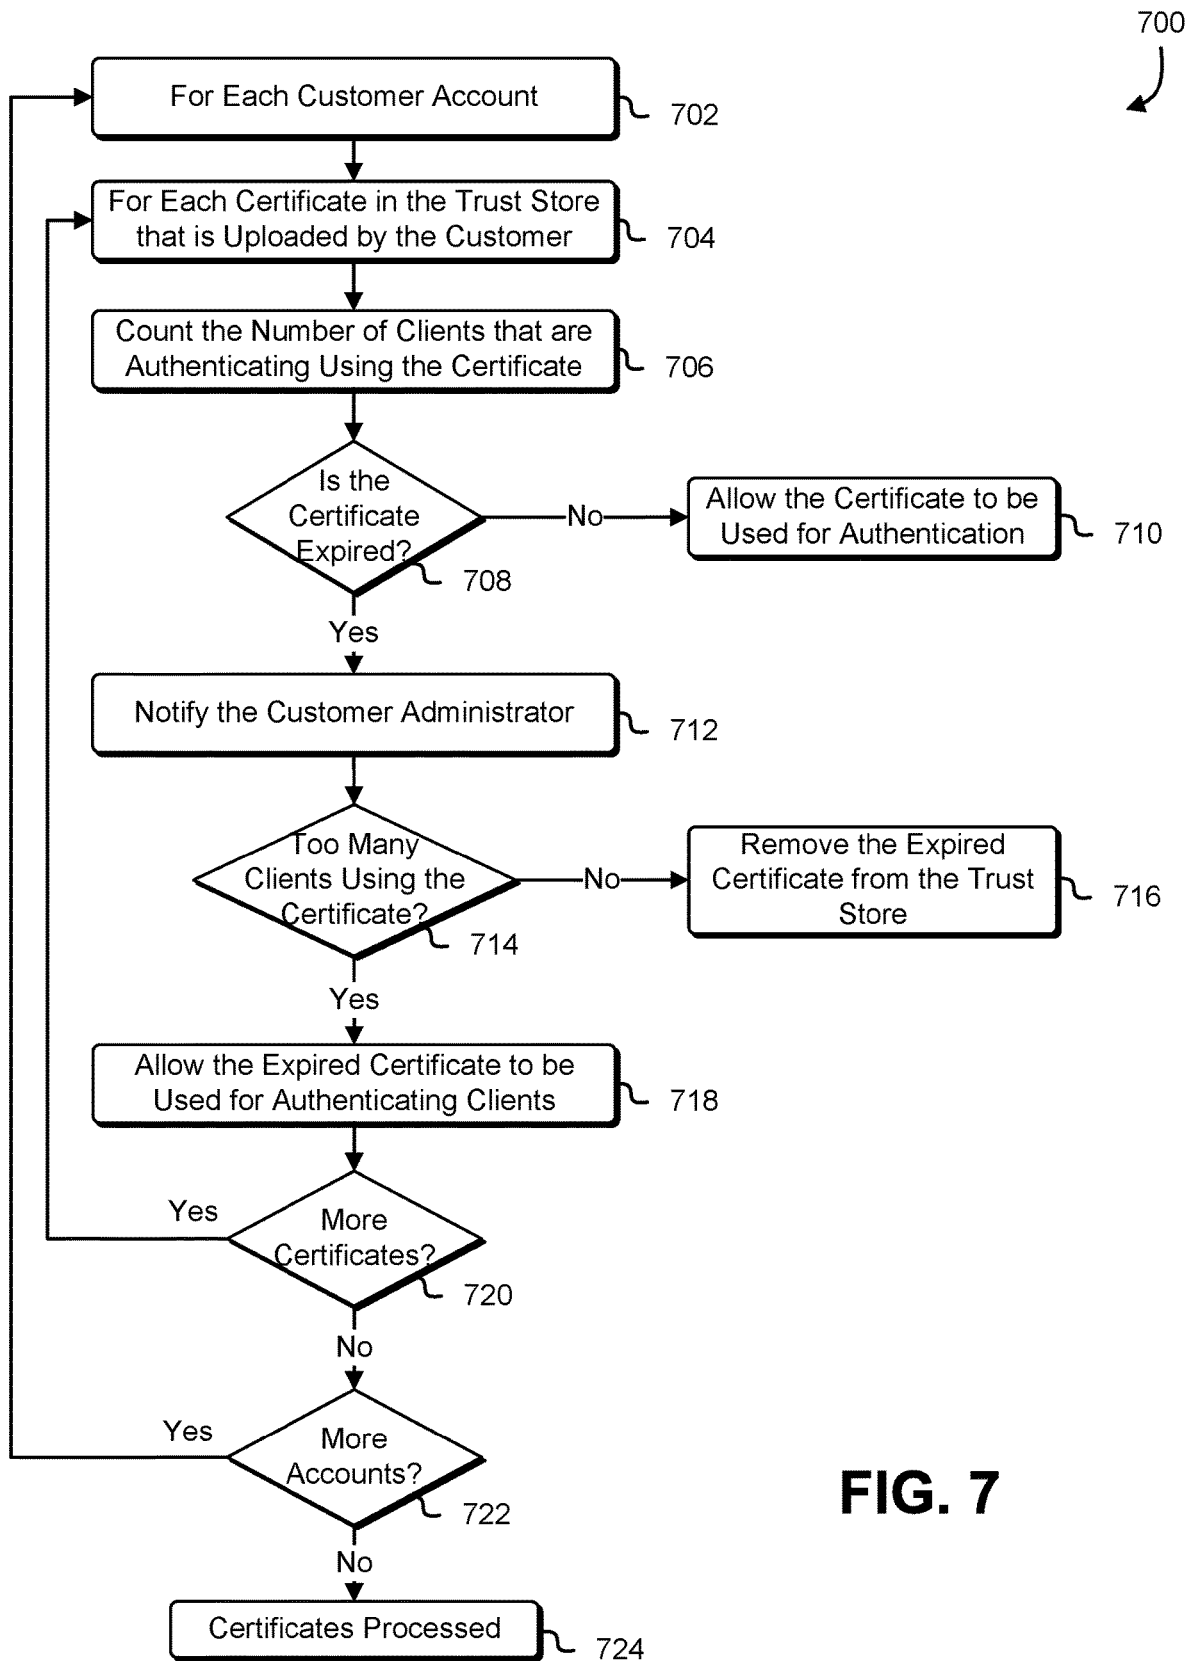 700
For Each Customer Account
702
For Each Certificate in the Trust Store
that is Uploaded by the Customer
704
Count the Number of Clients that are
Authenticating Using the Certificate
706
Is the
Certificate
Expired?
708
No
Allow the Certificate to be
Used for Authentication
710
Yes
Notify the Customer Administrator
712
Too Many
Clients Using the
Certificate?
714
No
Remove the Expired
Certificate from the Trust
Store
716
Yes
Allow the Expired Certificate to be
Used for Authenticating Clients
718
Yes
More
Certificates?
720
No
Yes
More
Accounts?
722
FIG. 7
No
Certificates Processed
724